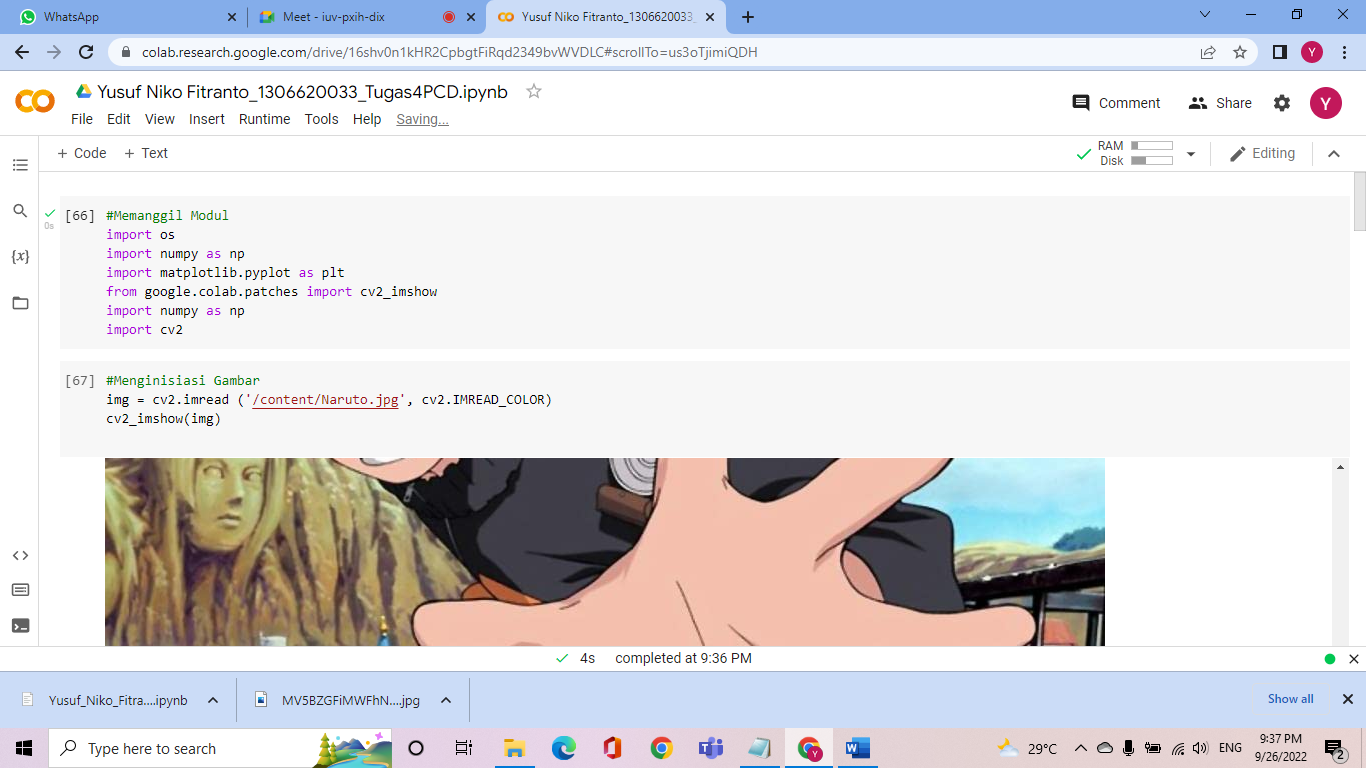 WhatsApp
Meet - iuv-pxih-dix
Yusuf Niko Fitranto_1306620033_
colab.research.google.com/drive/16shv0n1kHR2CpbgtFiRqd2349bvWVDLC#scrollTo=us3oTjimiQDH
Y
Yusuf Niko Fitranto_1306620033_Tugas4PCD.ipynb
Comment
Share
Y
File Edit View Insert Runtime Tools Help Saving...
+ Code + Text
RAM
Disk
Editing
[66] #Memanggil Modul
0s
import os
import numpy as np
import matplotlib.pyplot as plt
{x}
from google.colab.patches import cv2_imshow
import numpy as np
import cv2
[67] #Menginisiasi Gambar
img = cv2.imread ('/content/Naruto.jpg', cv2.IMREAD_COLOR)
cv2_imshow(img)
4s completed at 9:36 PM
Yusuf_Niko_Fitra....ipynb
MV5BZGFiMWFhN....jpg
Show all
Type here to search
29°C
ENG
9:37 PM
9/26/2022
2